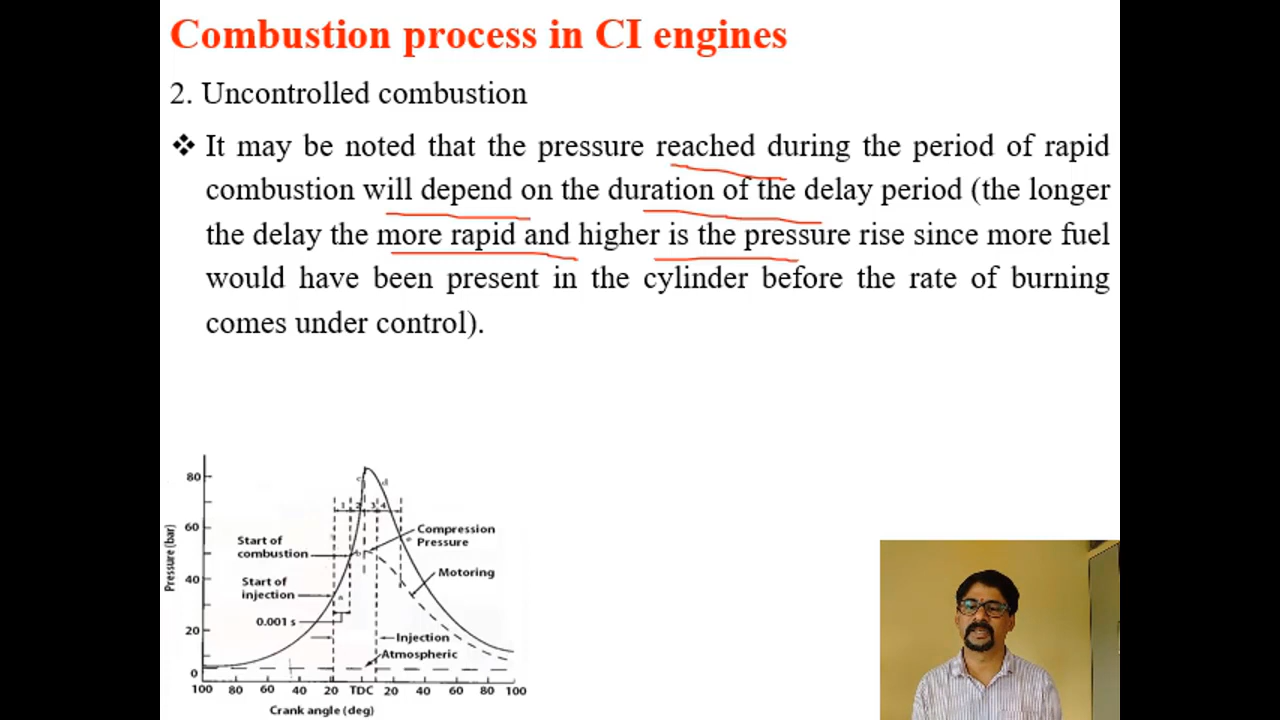 Combustion process in CI engines
2. Uncontrolled combustion
❖ It may be noted that the pressure reached during the period of rapid
combustion will depend on the duration of the delay period (the longer
the delay the more rapid and higher is the pressure rise since more fuel
would have been present in the cylinder before the rate of burning
comes under control).
80
60
40
20
0
Pressure (bar)
c
d
1 2 3 4
Start of
combustion
b
Compression
Pressure
e
Start of
injection
a
Motoring
0.001 s
Injection
Atmospheric
100 80 60 40 20 TDC 20 40 60 80 100
Crank angle (deg)